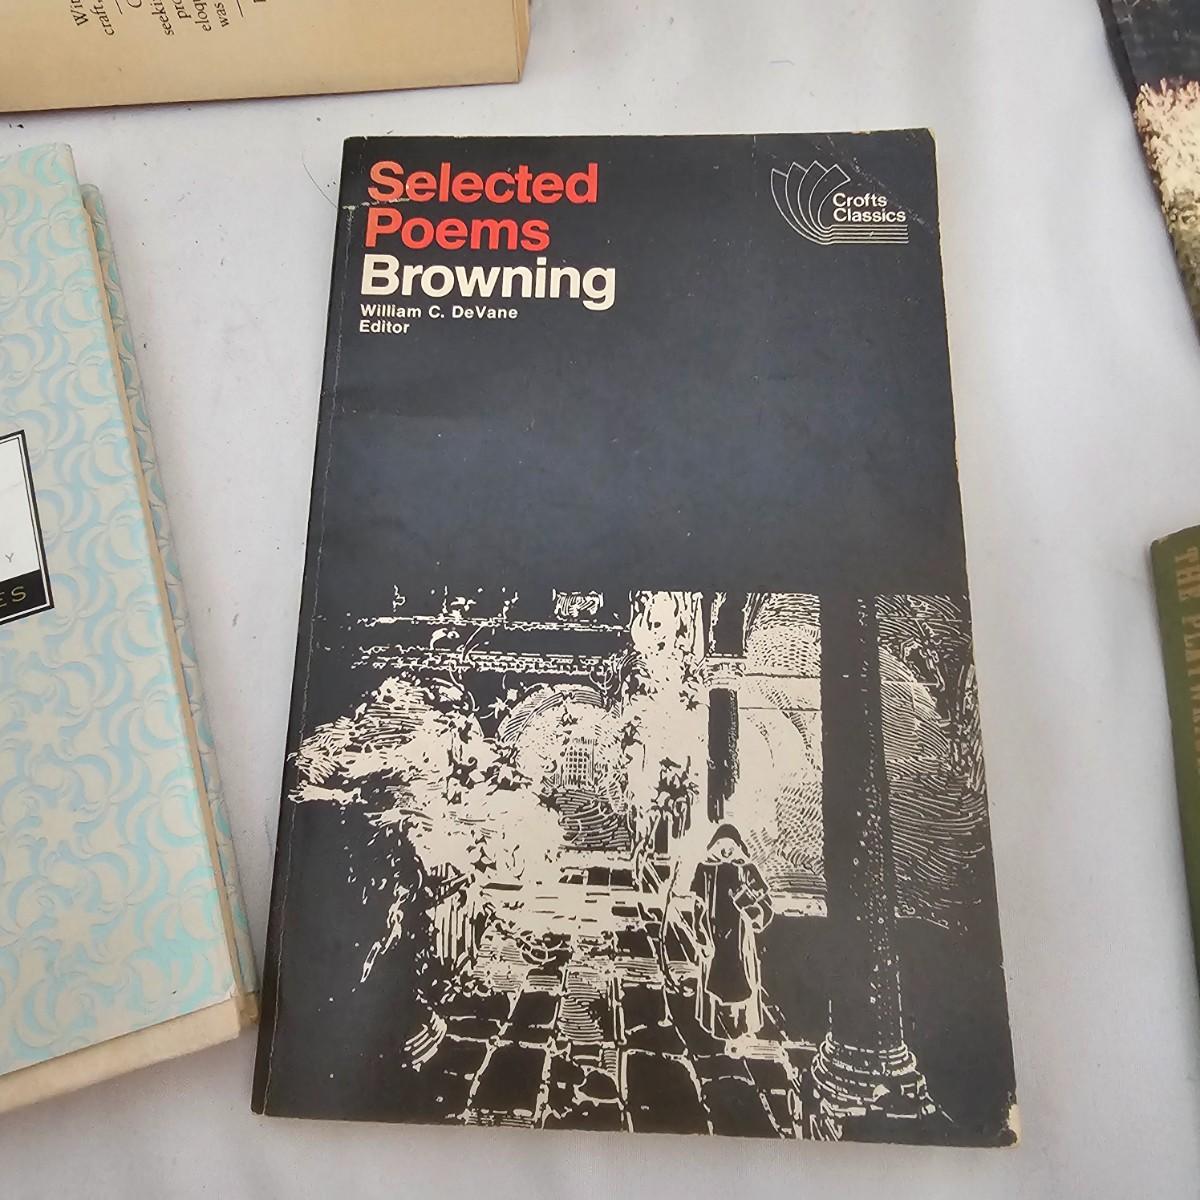 Selected
Poems
Browning
William C. DeVane
Editor
Crofts
Classics